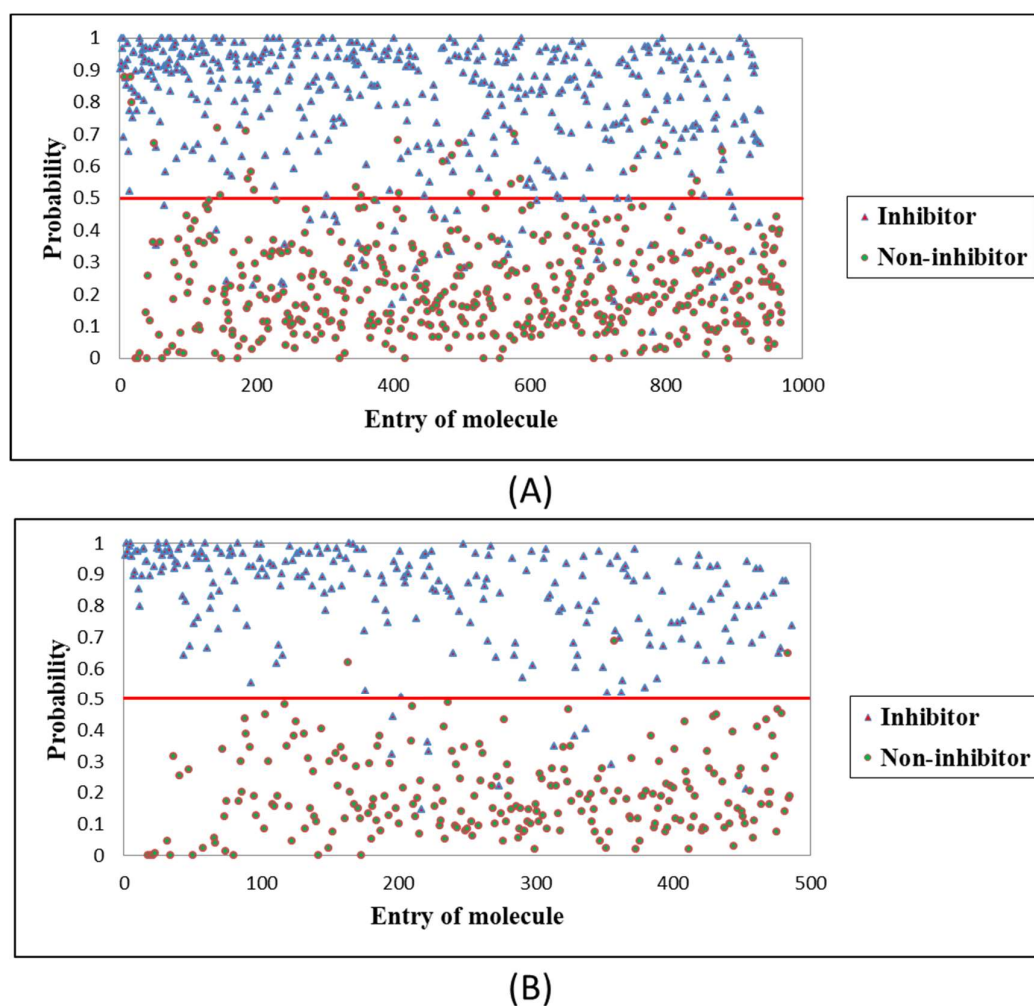 1
0.9
0.8
0.7
0.6
0.5
0.4
0.3
0.2
0.1
0
Probability
0 200 400 600 800 1000
Entry of molecule
Inhibitor
Non-inhibitor
(A)
1
0.9
0.8
0.7
0.6
0.5
0.4
0.3
0.2
0.1
0
Probability
0 100 200 300 400 500
Entry of molecule
Inhibitor
Non-inhibitor
(B)